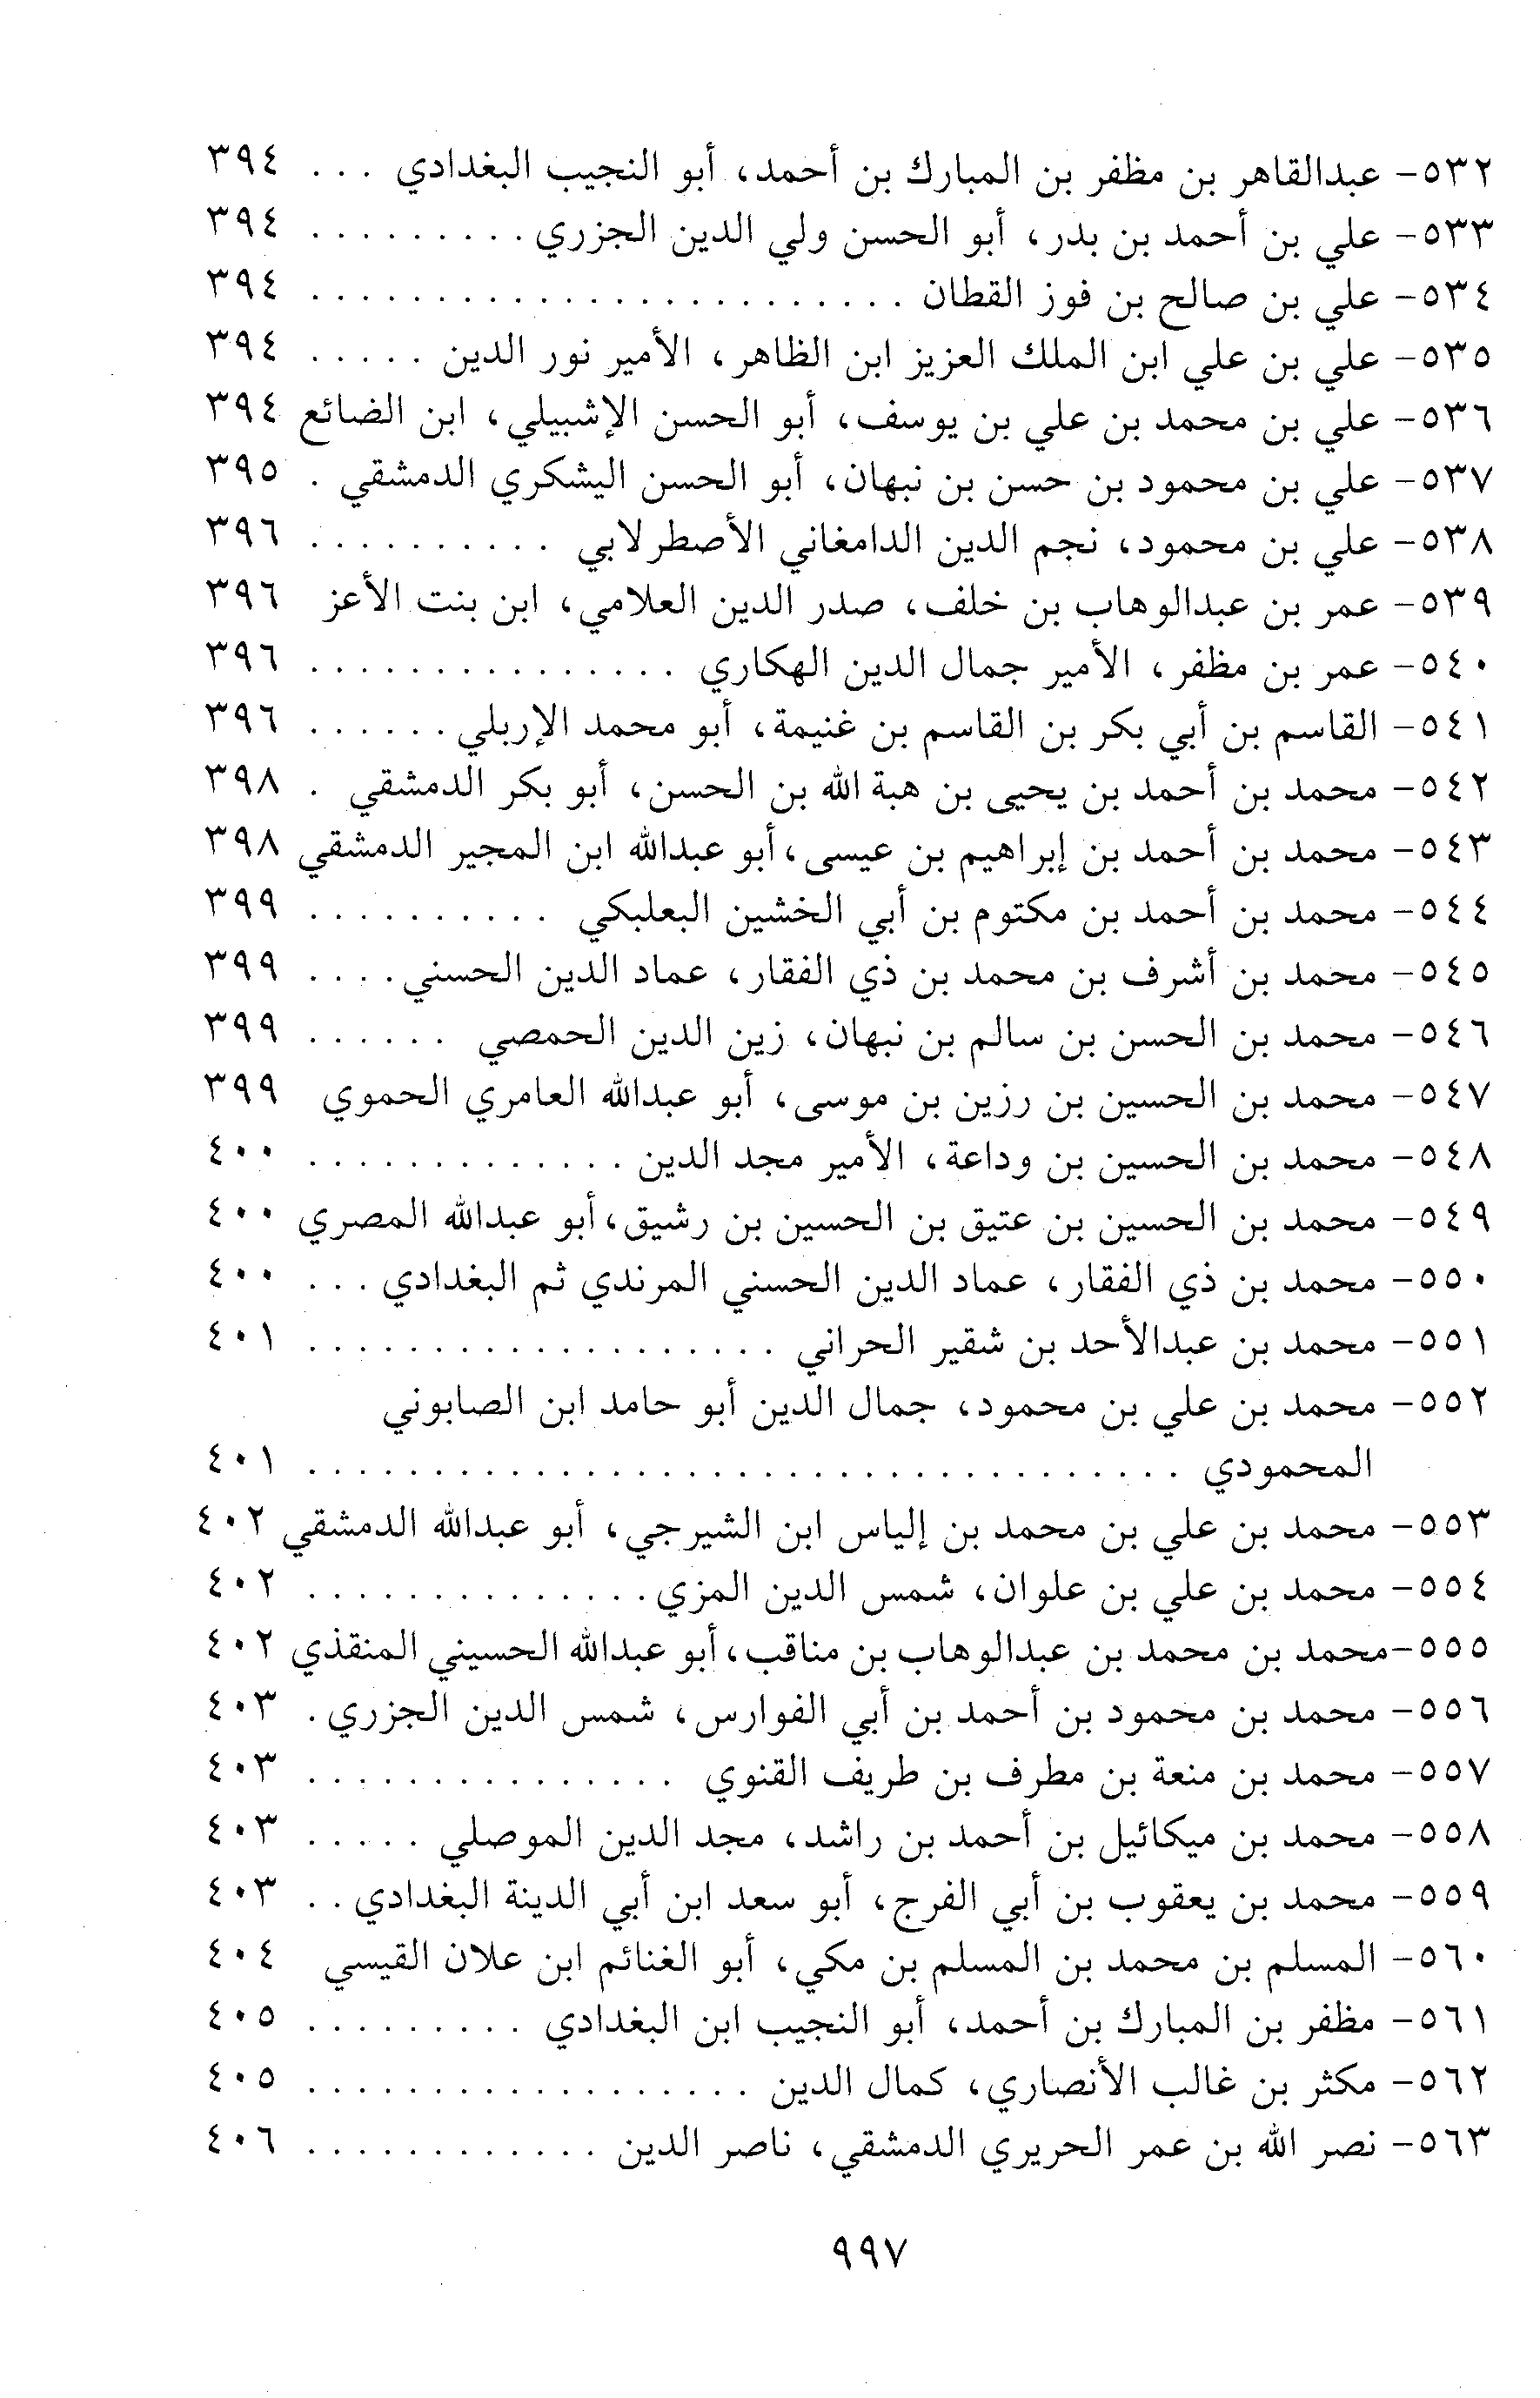 ٥٣٢- عبدالقاهر بن مظفر بن المبارك بن أحمد، أبو النجيب البغدادي . . . ٣٩٤
٥٣٣- علي بن أحمد بن بدر، أبو الحسن ولي الدين الجزري . . . . . . . . . ٣٩٤
٥٣٤- علي بن صالح بن فوز القطان . . . . . . . . . . . . . . . . . . . . . . . . ٣٩٤
٥٣٥- علي بن علي ابن الملك العزيز ابن الظاهر، الأمير نور الدين . . . . . ٣٩٤
٥٣٦- علي بن محمد بن علي بن يوسف، أبو الحسن الإشبيلي، ابن الضائع ٣٩٤
٥٣٧- علي بن محمود بن حسن بن نبهان، أبو الحسن اليشكري الدمشقي . ٣٩٥
٥٣٨- علي بن محمود، نجم الدين الدامغاني الأصطرلابي . . . . . . . . . . ٣٩٦
٥٣٩- عمر بن عبدالوهاب بن خلف، صدر الدين العلامي، ابن بنت الأعز ٣٩٦
٥٤٠- عمر بن مظفر، الأمير جمال الدين الهكاري . . . . . . . . . . . . . . . ٣٩٦
٥٤١- القاسم بن أبي بكر بن القاسم بن غنيمة، أبو محمد الإربلي . . . . . . ٣٩٦
٥٤٢- محمد بن أحمد بن يحيى بن هبة الله بن الحسن، أبو بكر الدمشقي . ٣٩٨
٥٤٣- محمد بن أحمد بن إبراهيم بن عيسى، أبو عبدالله ابن المجير الدمشقي ٣٩٨
٥٤٤- محمد بن أحمد بن مكتوم بن أبي الخشين البعلبكي . . . . . . . . . . ٣٩٩
٥٤٥- محمد بن أشرف بن محمد بن ذي الفقار، عماد الدين الحسني . . . . ٣٩٩
٥٤٦- محمد بن الحسن بن سالم بن نبهان، زين الدين الحمصي . . . . . . ٣٩٩
٥٤٧- محمد بن الحسين بن رزين بن موسى، أبو عبدالله العامري الحموي ٣٩٩
٥٤٨- محمد بن الحسين بن وداعة، الأمير مجد الدين . . . . . . . . . . . . . ٤٠٠
٥٤٩- محمد بن الحسين بن عتيق بن الحسين بن رشيق، أبو عبدالله المصري ٤٠٠
٥٥٠- محمد بن ذي الفقار، عماد الدين الحسني المرندي ثم البغدادي . . . ٤٠٠
٥٥١- محمد بن عبدالأحد بن شقير الحراني . . . . . . . . . . . . . . . . . . . ٤٠١
٥٥٢- محمد بن علي بن محمود، جمال الدين أبو حامد ابن الصابوني
المحمودي . . . . . . . . . . . . . . . . . . . . . . . . . . . . . . . . . . . ٤٠١
٥٥٣- محمد بن علي بن محمد بن إلياس ابن الشيرجي، أبو عبدالله الدمشقي ٤٠٢
٥٥٤- محمد بن علي بن علوان، شمس الدين المزي . . . . . . . . . . . . . . ٤٠٢
٥٥٥- محمد بن محمد بن عبدالوهاب بن مناقب، أبو عبدالله الحسيني المنقذي ٤٠٢
٥٥٦- محمد بن محمود بن أحمد بن أبي الفوارس، شمس الدين الجزري . ٤٠٣
٥٥٧- محمد بن منعة بن مطرف بن طريف القنوي . . . . . . . . . . . . . . . ٤٠٣
٥٥٨- محمد بن ميكائيل بن أحمد بن راشد، مجد الدين الموصلي . . . . . ٤٠٣
٥٥٩- محمد بن يعقوب بن أبي الفرج، أبو سعد ابن أبي الدينة البغدادي . . ٤٠٣
٥٦٠- المسلم بن محمد بن المسلم بن مكي، أبو الغنائم ابن علان القيسي ٤٠٤
٥٦١- مظفر بن المبارك بن أحمد، أبو النجيب ابن البغدادي . . . . . . . . . ٤٠٥
٥٦٢- مكثر بن غالب الأنصاري، كمال الدين . . . . . . . . . . . . . . . . . . ٤٠٥
٥٦٣- نصر الله بن عمر الحريري الدمشقي، ناصر الدين . . . . . . . . . . . . ٤٠٦
٩٩٧